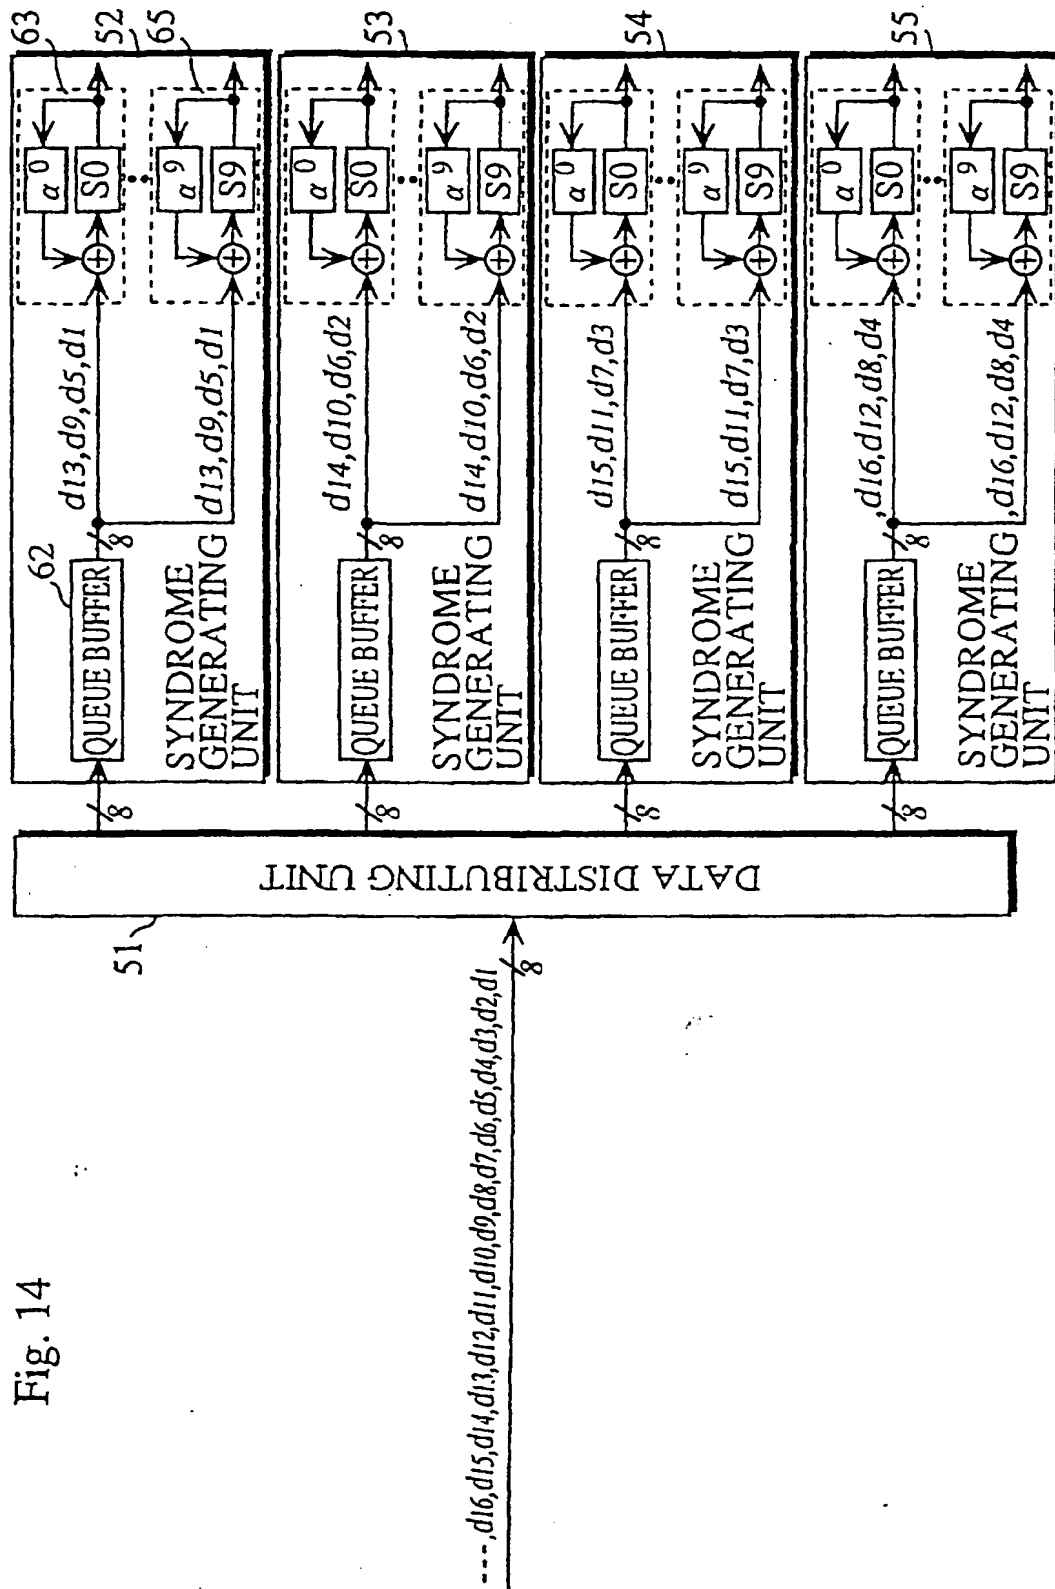 Fig. 14
----,d16,d15,d14,d13,d12,d11,d10,d9,d8,d7,d6,d5,d4,d3,d2,d1
8
51
DATA DISTRIBUTING UNIT
8
62
QUEUE BUFFER
8
SYNDROME
GENERATING
UNIT
d13,d9,d5,d1
d13,d9,d5,d1
α0
S0
α9
S9
63
52
65
8
QUEUE BUFFER
8
SYNDROME
GENERATING
UNIT
d14,d10,d6,d2
d14,d10,d6,d2
α0
S0
α9
S9
53
8
QUEUE BUFFER
8
SYNDROME
GENERATING
UNIT
d15,d11,d7,d3
d15,d11,d7,d3
α0
S0
α9
S9
54
8
QUEUE BUFFER
8
SYNDROME
GENERATING
UNIT
,d16,d12,d8,d4
,d16,d12,d8,d4
α0
S0
α9
S9
55